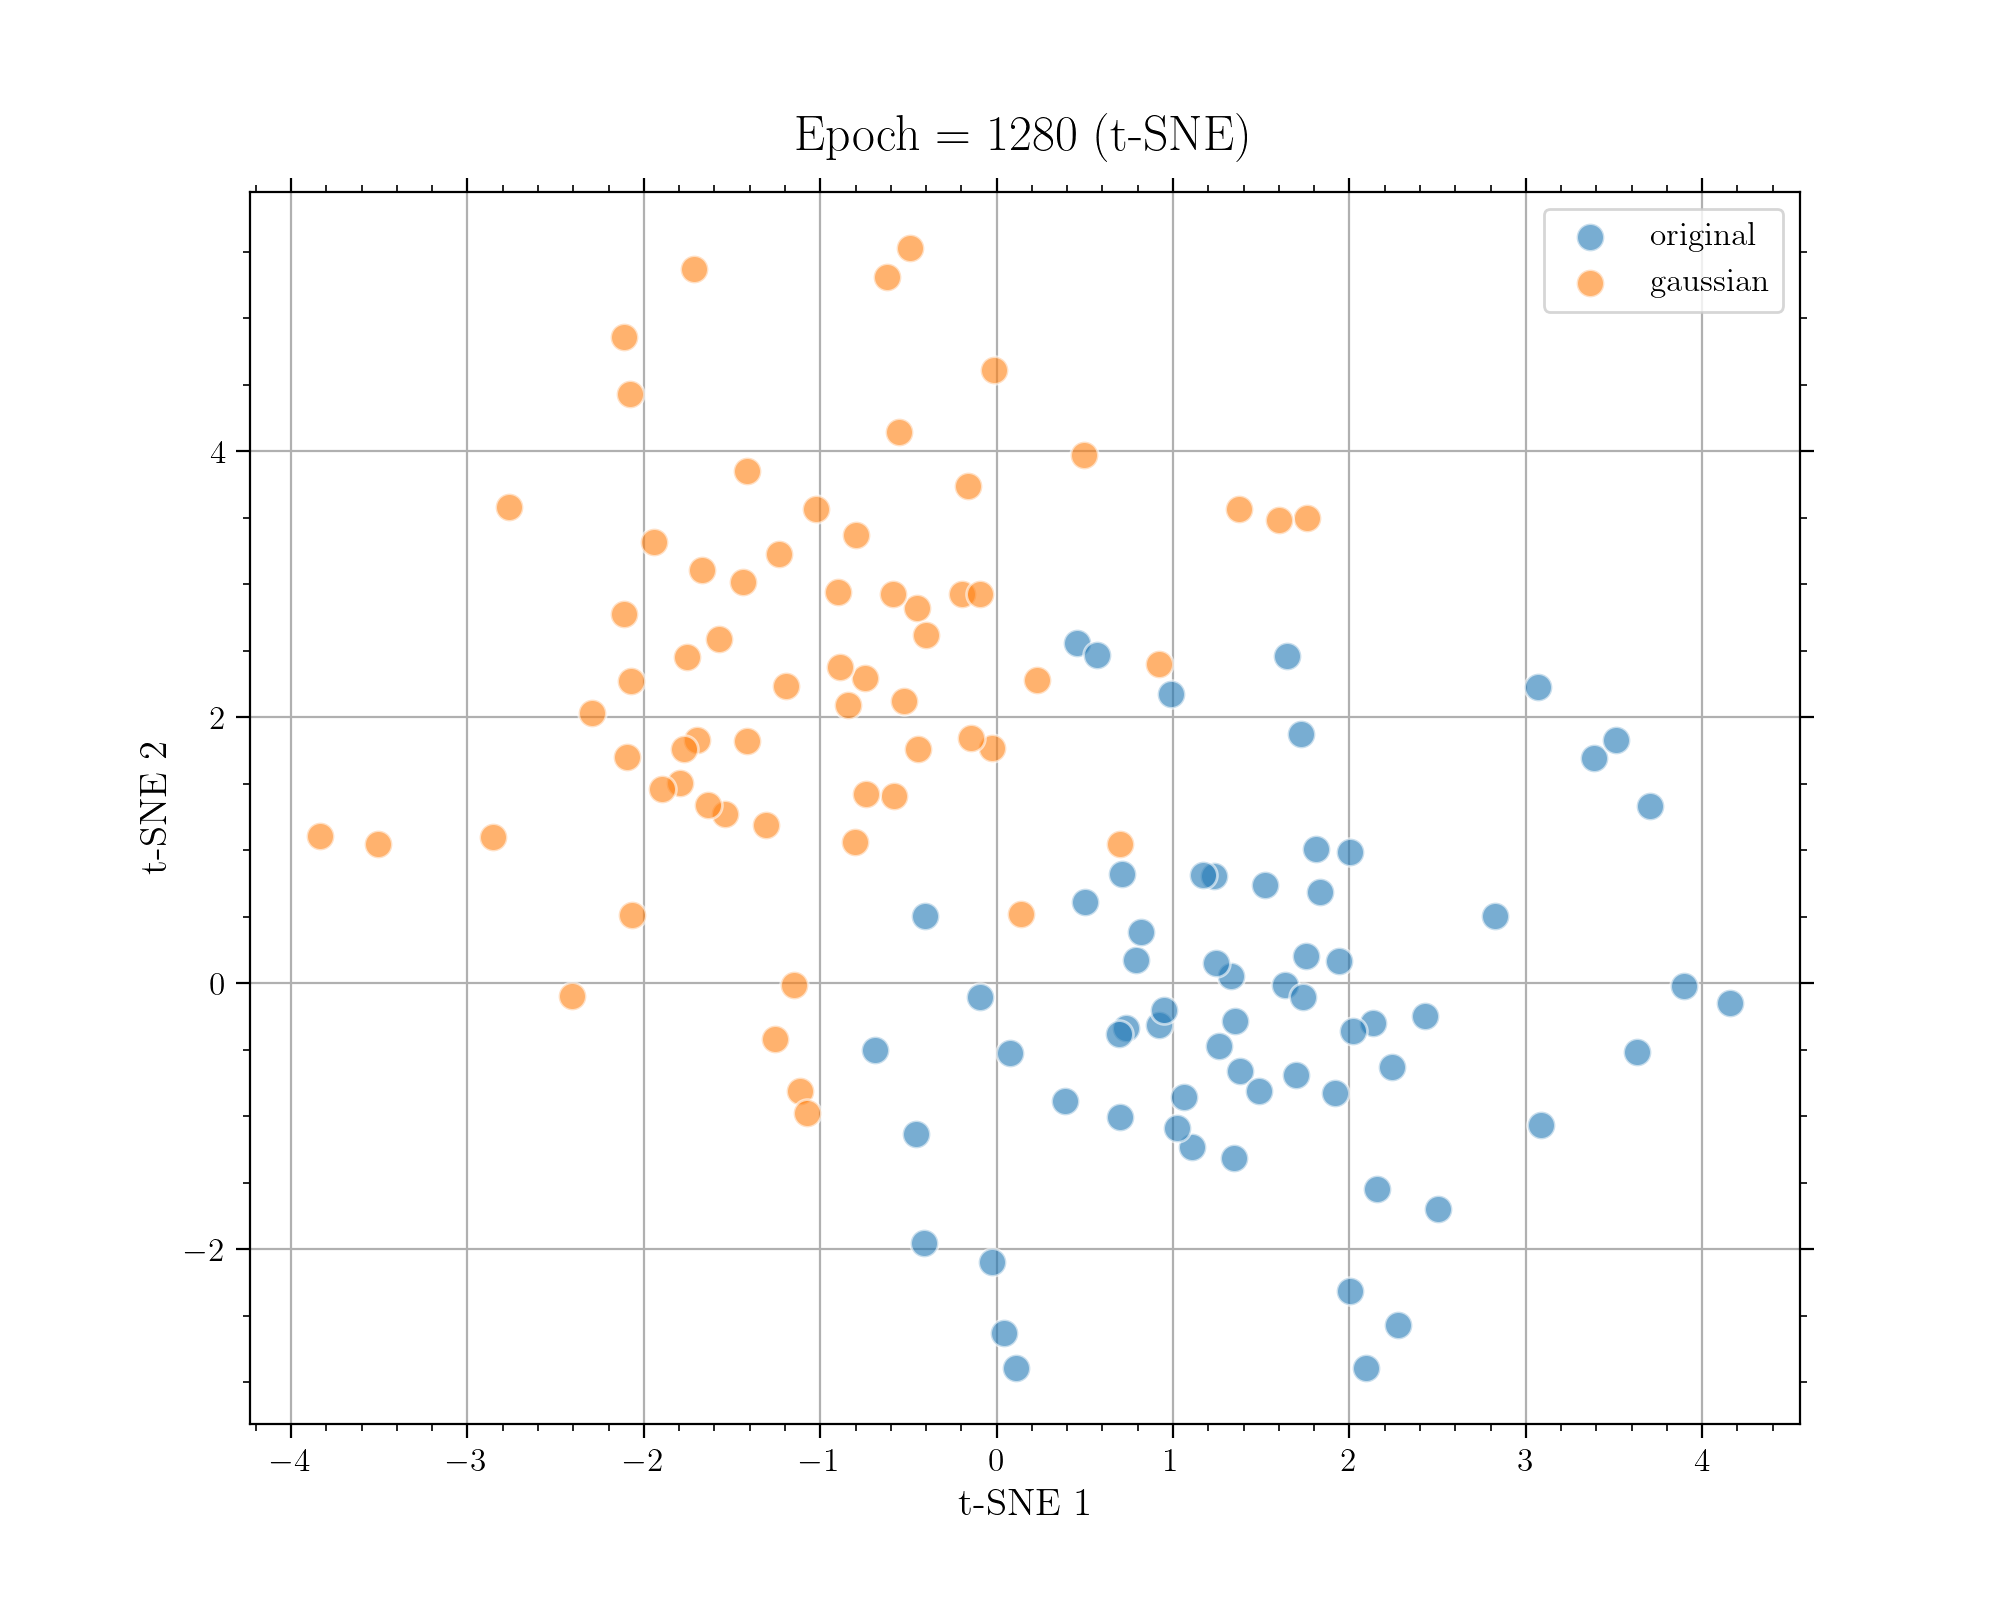 Epoch = 1280 (t-SNE)
original
gaussian
4
2
0
−2
t-SNE 2
−4 −3 −2 −1 0 1 2 3 4
t-SNE 1